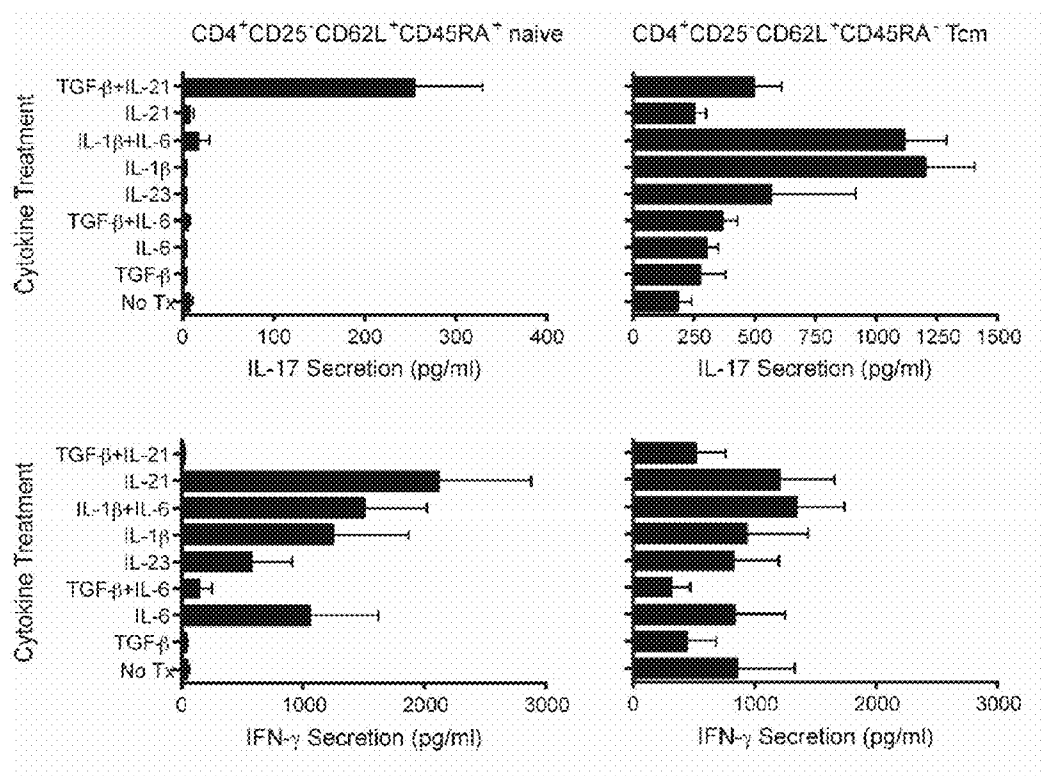 CD4⁺CD25⁻CD62L⁺CD45RA⁺ naive
CD4⁺CD25⁻CD62L⁺CD45RA⁻ Tcm
Cytokine Treatment
TGF-β+IL-21
IL-21
IL-1β+IL-6
IL-1β
IL-23
TGF-β+IL-6
IL-6
TGF-β
No Tx
0 100 200 300 400
IL-17 Secretion (pg/ml)
0 250 500 750 1000 1250 1500
IL-17 Secretion (pg/ml)
Cytokine Treatment
TGF-β+IL-21
IL-21
IL-1β+IL-6
IL-1β
IL-23
TGF-β+IL-6
IL-6
TGF-β
No Tx
0 1000 2000 3000
IFN-γ Secretion (pg/ml)
0 1000 2000 3000
IFN-γ Secretion (pg/ml)